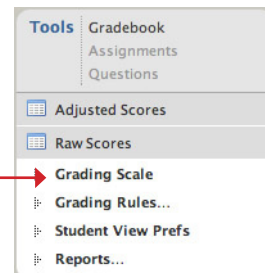 Tools Gradebook
Assignments
Questions
Adjusted Scores
Raw Scores
Grading Scale
Grading Rules...
Student View Prefs
Reports...